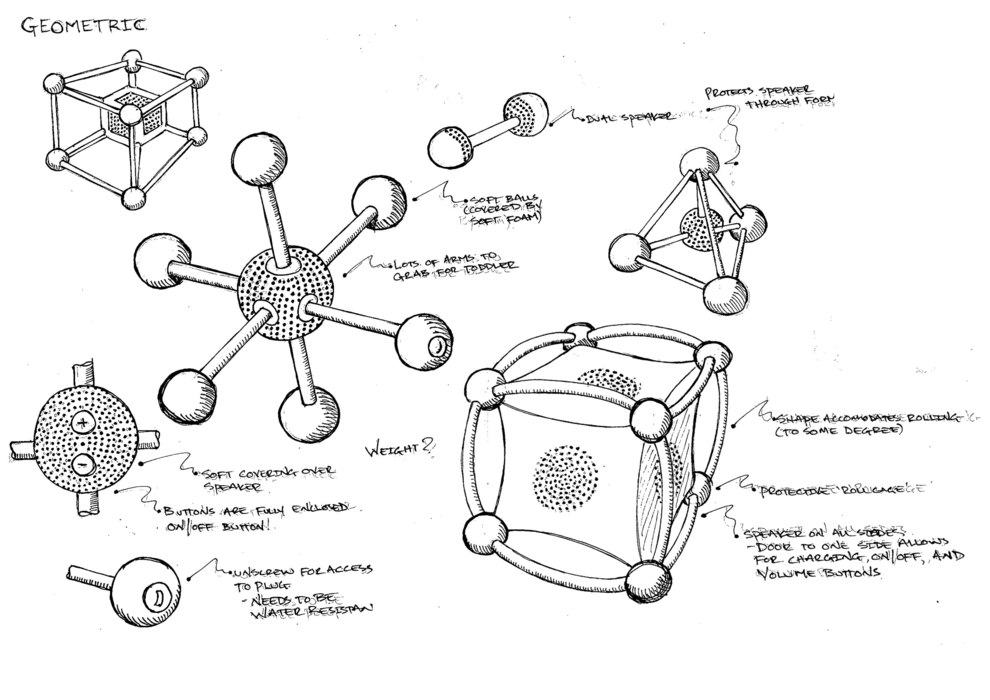 GEOMETRIC
PROTECTS SPEAKER
THROUGH FORM
DUAL SPEAKER
SOFT BALLS
(COVERED BY
SOFT FOAM)
LOTS OF ARMS TO
GRAB FOR TODDLER
SHAPE ACCOMODATES ROLLING
(TO SOME DEGREE)
WEIGHT?
SOFT COVERING OVER
SPEAKER
BUTTONS ARE FULLY ENCLOSED
ON/OFF BUTTON!
+
-
PROTECTIVE
SPEAKER ON ALL SIDES
- DOOR TO ONE SIDE ALLOWS
FOR CHARGING, ON/OFF, AND
VOLUME BUTTONS
UNSCREW FOR ACCESS
TO PLUG
- NEEDS TO BE
WATER RESISTAN